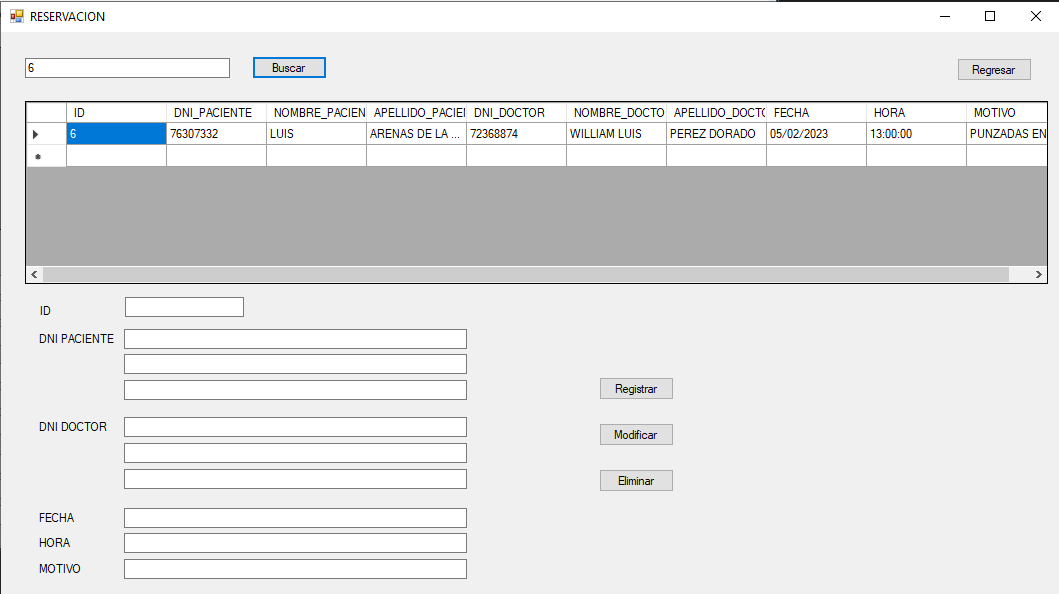 RESERVACION
6 Buscar Regresar
ID DNI_PACIENTE NOMBRE_PACIEN APELLIDO_PACIEI DNI_DOCTOR NOMBRE_DOCTO APELLIDO_DOCTO FECHA HORA MOTIVO
6 76307332 LUIS ARENAS DE LA ... 72368874 WILLIAM LUIS PEREZ DORADO 05/02/2023 13:00:00 PUNZADAS EN
ID
DNI PACIENTE
Registrar
DNI DOCTOR
Modificar
Eliminar
FECHA
HORA
MOTIVO